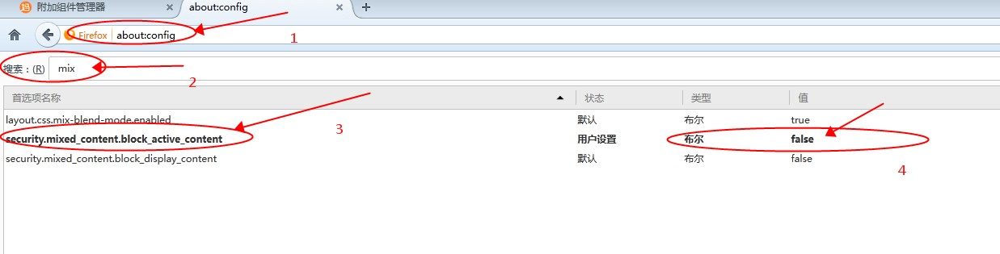 附加组件管理器 about:config
Firefox about:config
1
搜索：(R) mix
2
首选项名称 状态 类型 值
layout.css.mix-blend-mode.enabled 默认 布尔 true
3
security.mixed_content.block_active_content 用户设置 布尔 false
security.mixed_content.block_display_content 默认 布尔 false
4